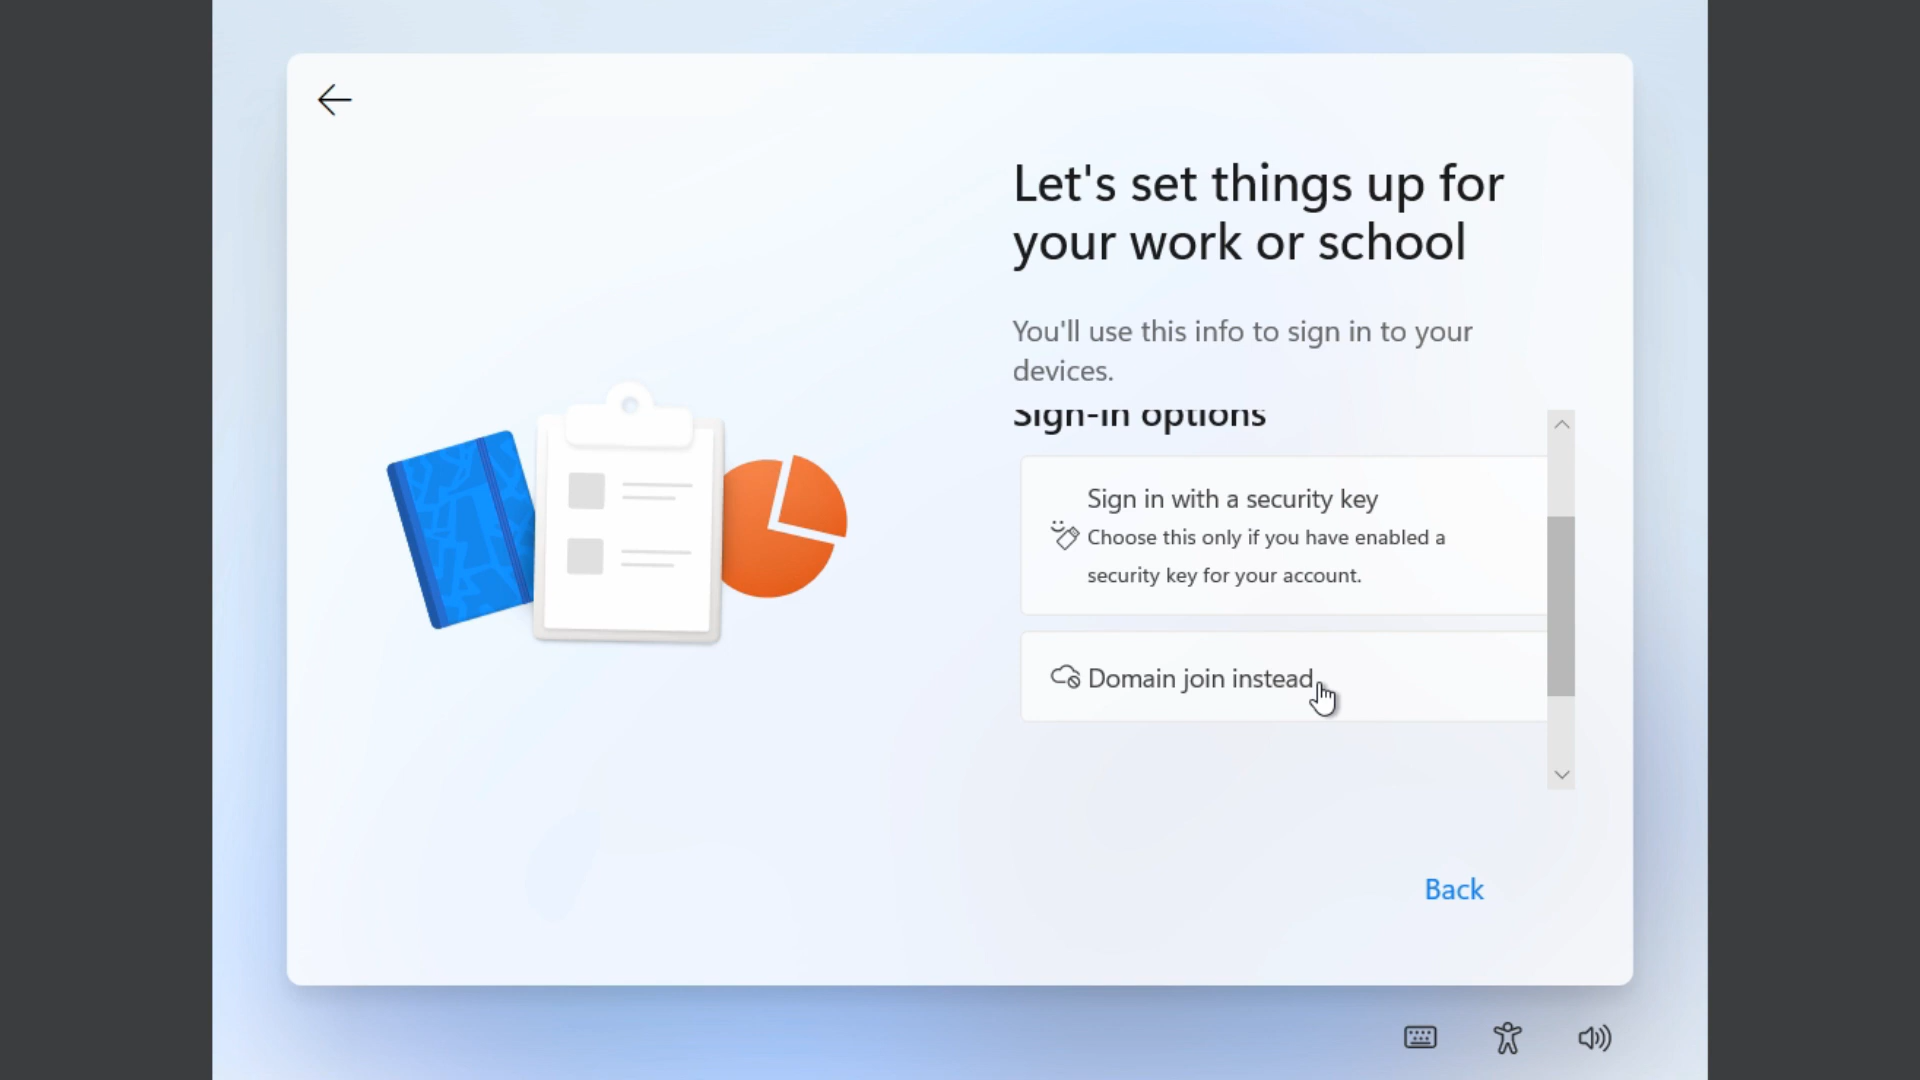 Let's set things up for
your work or school
You'll use this info to sign in to your
devices.
Sign-in options
Sign in with a security key
Choose this only if you have enabled a
security key for your account.
Domain join instead
Back